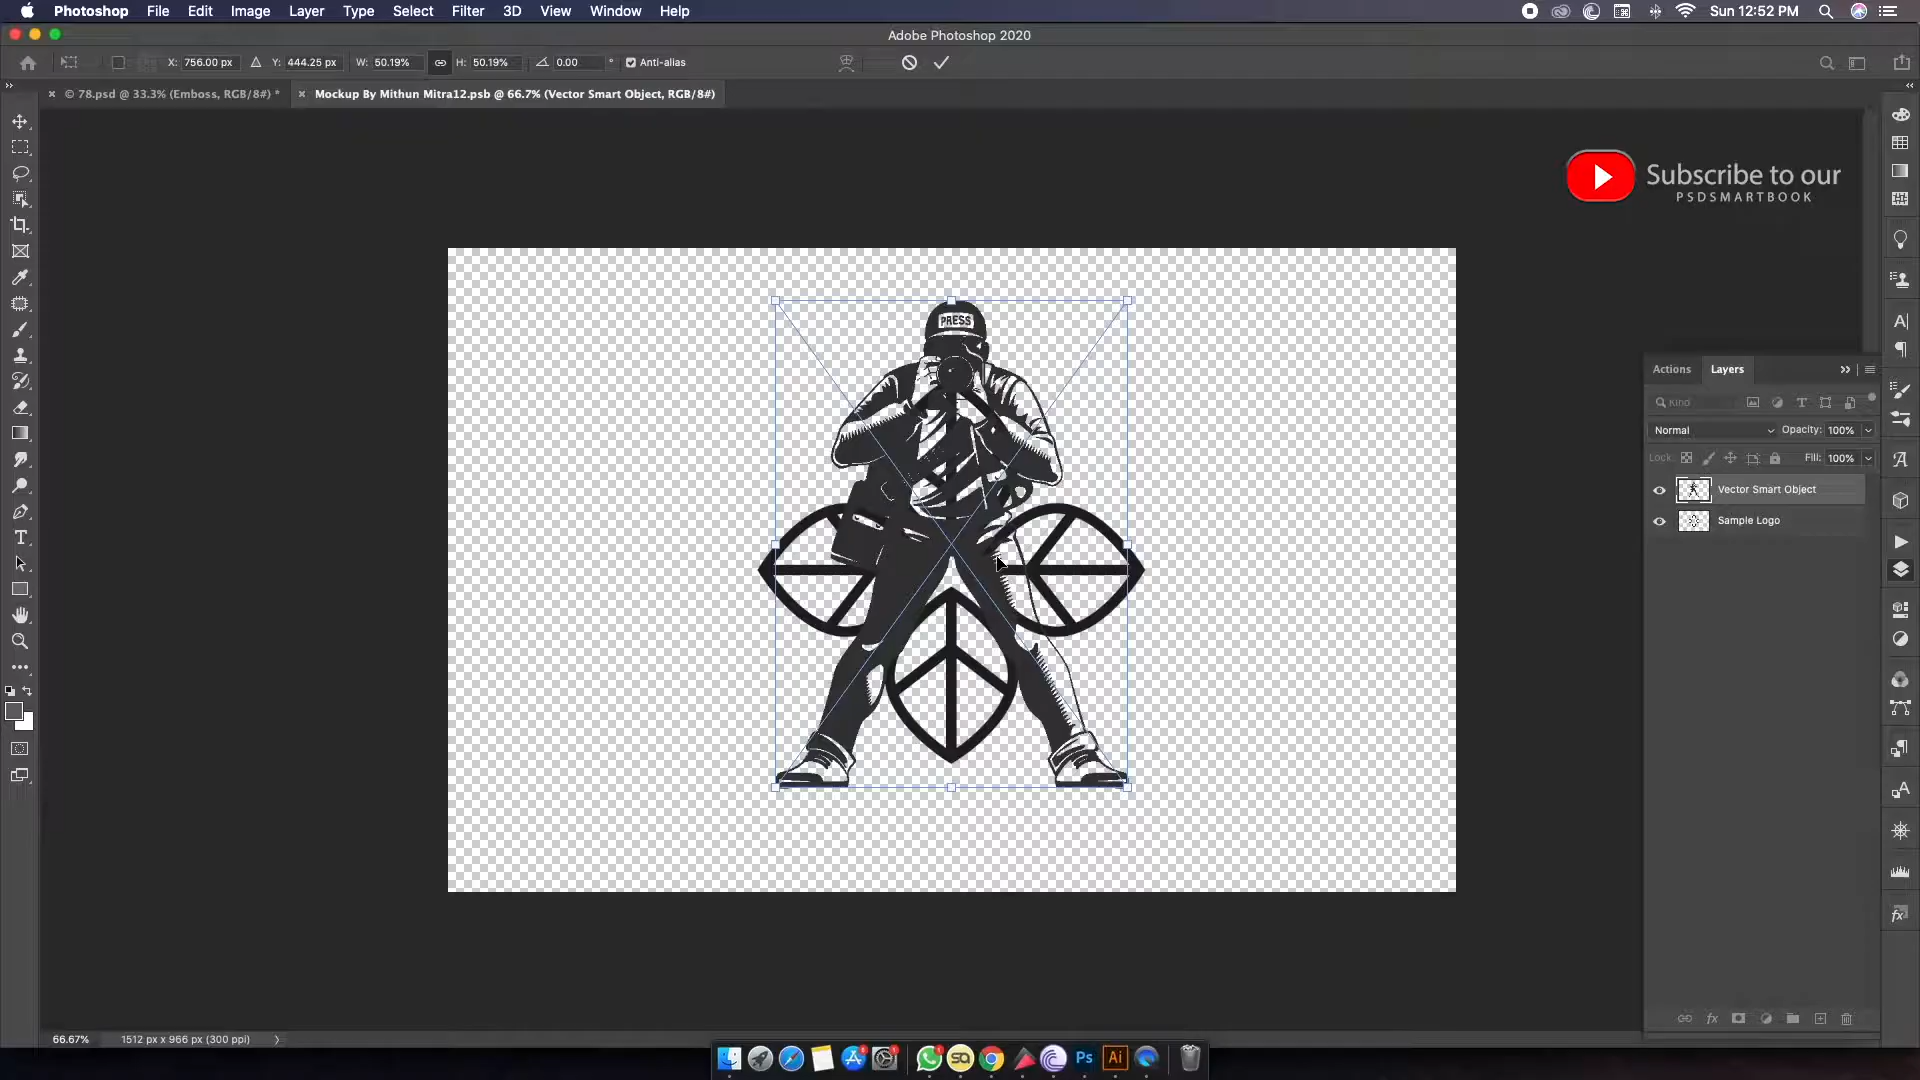 Photoshop File Edit Image Layer Type Select Filter 3D View Window Help Sun 12:52 PM
Adobe Photoshop 2020
X: 756.00 px Y: 444.25 px W: 50.19% H: 50.19% 0.00 ° Anti-alias
© 78.psd @ 33.3% (Emboss, RGB/8#) * Mockup By Mithun Mitra12.psb @ 66.7% (Vector Smart Object, RGB/8#)
Subscribe to our
PSDSMARTBOOK
PRESS
Actions Layers
Kind
Normal Opacity: 100%
Lock: Fill: 100%
Vector Smart Object
Sample Logo
66.67% 1512 px x 966 px (300 ppi)
Ps Ai